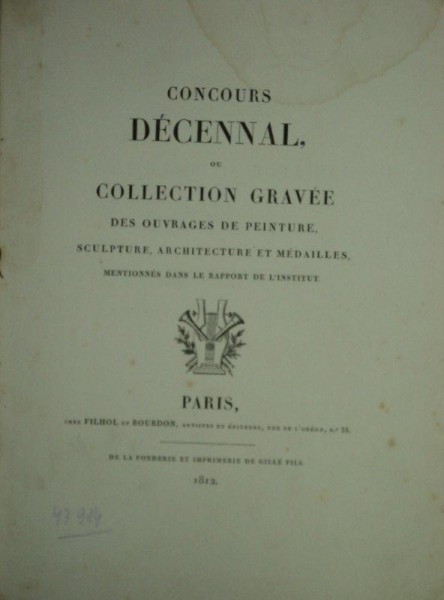 CONCOURS
DÉCENNAL,
OU
COLLECTION GRAVÉE
DES OUVRAGES DE PEINTURE,
SCULPTURE, ARCHITECTURE ET MÉDAILLES,
MENTIONNÉS DANS LE RAPPORT DE L'INSTITUT.
PARIS,
CHEZ FILHOL ET BOURDON, ARTISTES ET ÉDITEURS, RUE DE L'ODÉON, N.º 35.
DE LA FONDERIE ET IMPRIMERIE DE GILLÉ FILS.
1812.